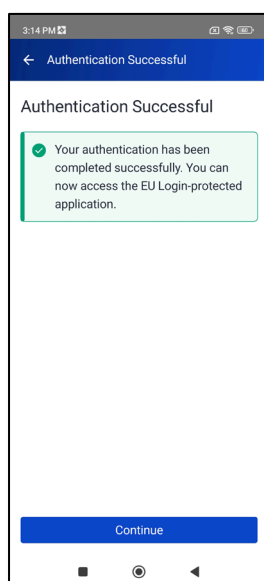 3:14 PM
60
Authentication Successful
Authentication Successful
Your authentication has been
completed successfully. You can
now access the EU Login-protected
application.
Continue